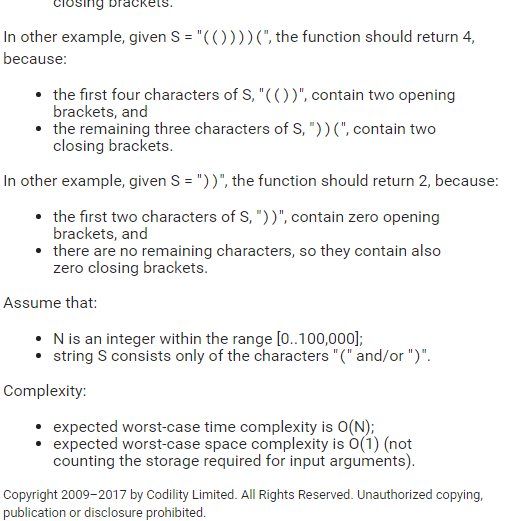 closing brackets.
In other example, given S = "(()))))(", the function should return 4,
because:
• the first four characters of S, "(())", contain two opening
brackets, and
• the remaining three characters of S, "))(", contain two
closing brackets.
In other example, given S = "))", the function should return 2, because:
• the first two characters of S, "))", contain zero opening
brackets, and
• there are no remaining characters, so they contain also
zero closing brackets.
Assume that:
• N is an integer within the range [0..100,000];
• string S consists only of the characters "(" and/or ")".
Complexity:
• expected worst-case time complexity is O(N);
• expected worst-case space complexity is O(1) (not
counting the storage required for input arguments).
Copyright 2009–2017 by Codility Limited. All Rights Reserved. Unauthorized copying,
publication or disclosure prohibited.